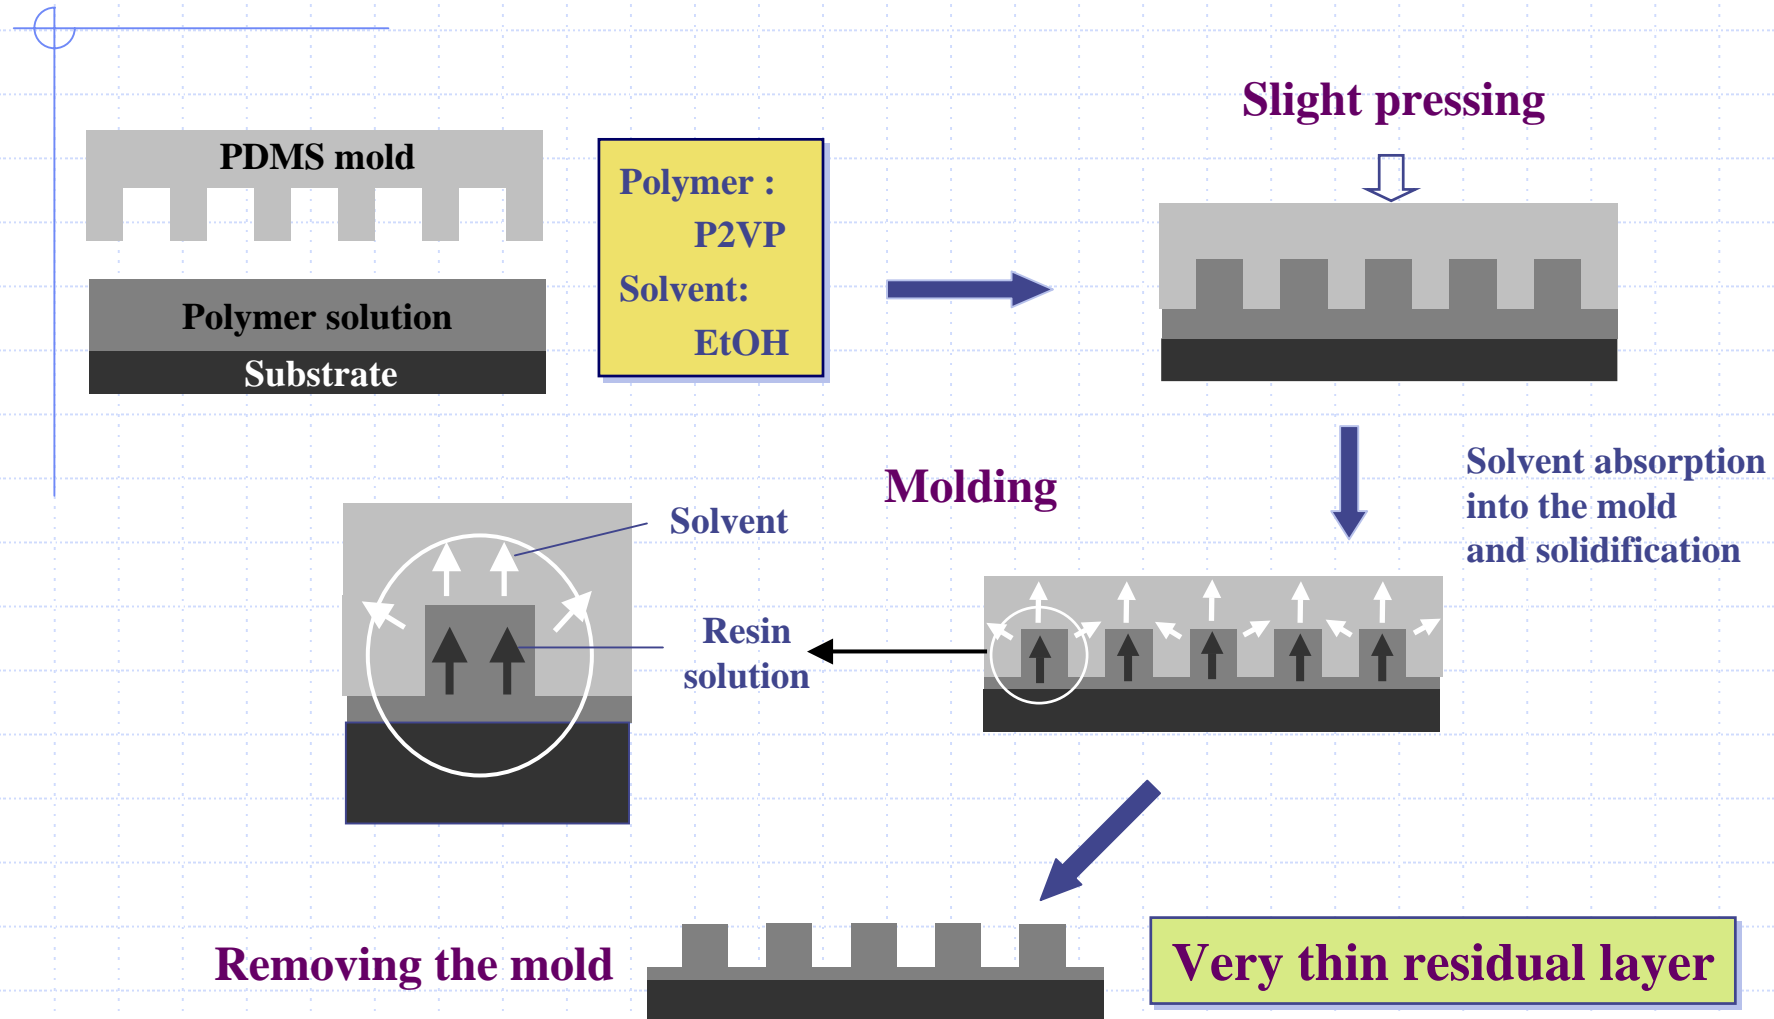 Slight pressing
PDMS mold
Polymer solution
Substrate
Polymer :
P2VP
Solvent:
EtOH
Solvent absorption
into the mold
and solidification
Molding
Solvent
Resin
solution
Removing the mold
Very thin residual layer